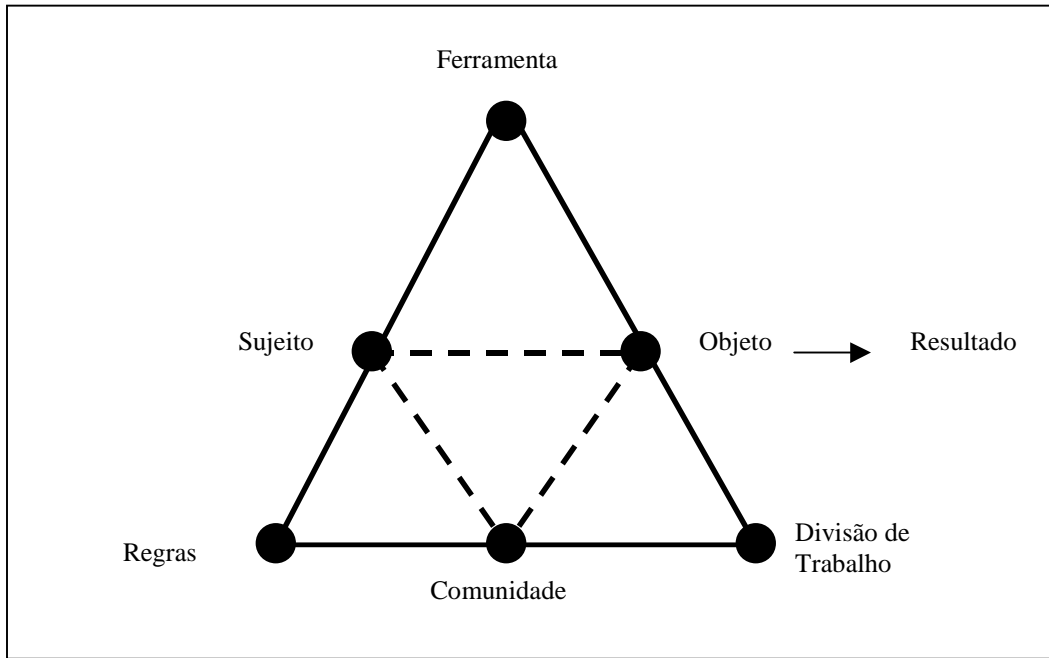 Ferramenta
Sujeito
Objeto
Resultado
Regras
Comunidade
Divisão de
Trabalho